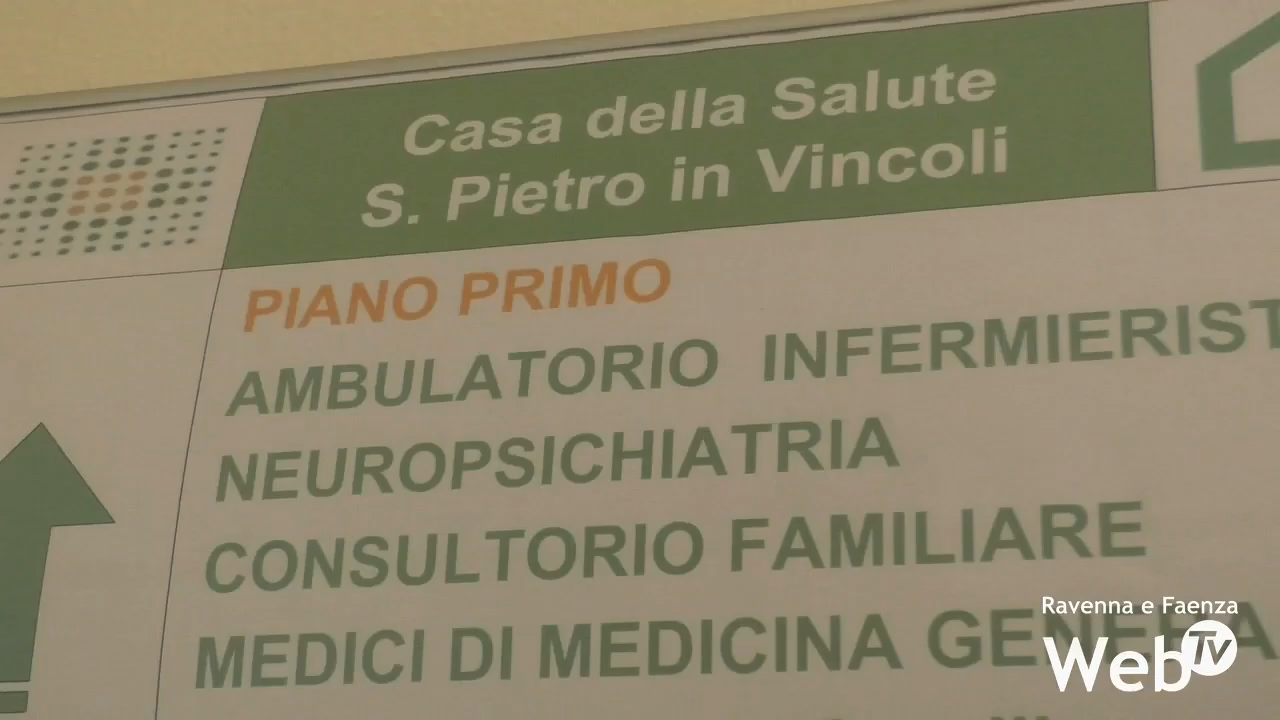 Casa della Salute
S. Pietro in Vincoli
PIANO PRIMO
AMBULATORIO INFERMIERIST
NEUROPSICHIATRIA
CONSULTORIO FAMILIARE
MEDICI DI MEDICINA GENERA
Ravenna e Faenza
Web TV